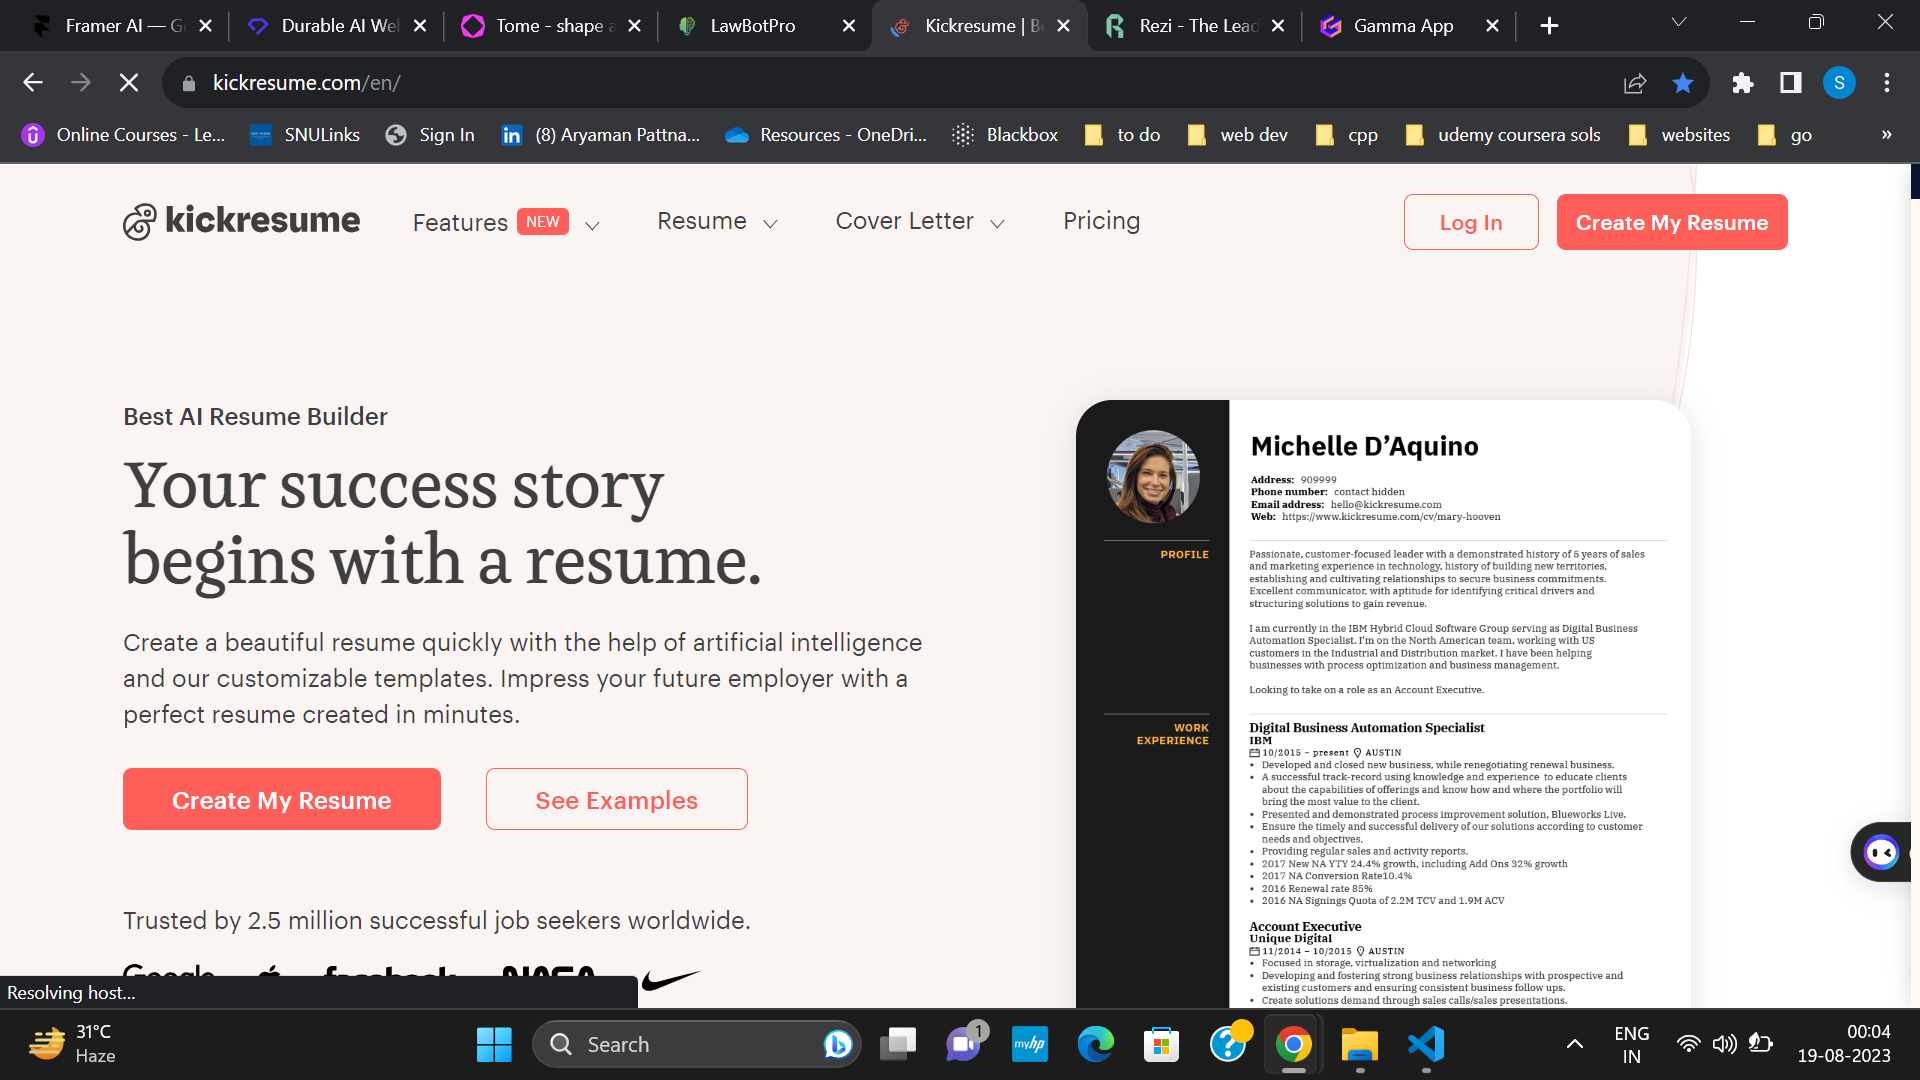 Framer AI — Ge
Durable AI Web
Tome - shape a
LawBotPro
Kickresume | Be
Rezi - The Lead
Gamma App
kickresume.com/en/
S
Online Courses - Le...
SNULinks
Sign In
(8) Aryaman Pattna...
Resources - OneDri...
Blackbox
to do
web dev
cpp
udemy coursera sols
websites
go
»
kickresume
Features NEW
Resume
Cover Letter
Pricing
Log In
Create My Resume
Best AI Resume Builder
Your success story
begins with a resume.
Create a beautiful resume quickly with the help of artificial intelligence
and our customizable templates. Impress your future employer with a
perfect resume created in minutes.
Create My Resume
See Examples
Trusted by 2.5 million successful job seekers worldwide.
Google
facebook
NASA
Michelle D'Aquino
Address: 909999
Phone number: contact hidden
Email address: hello@kickresume.com
Web: https://www.kickresume.com/cv/mary-hooven
PROFILE
Passionate, customer-focused leader with a demonstrated history of 5 years of sales
and marketing experience in technology, history of building new territories,
establishing and cultivating relationships to secure business commitments.
Excellent communicator, with aptitude for identifying critical drivers and
structuring solutions to gain revenue.
I am currently in the IBM Hybrid Cloud Software Group serving as Digital Business
Automation Specialist. I'm on the North American team, working with US
customers in the Industrial and Distribution market. I have been helping
businesses with process optimization and business management.
Looking to take on a role as an Account Executive.
WORK
EXPERIENCE
Digital Business Automation Specialist
IBM
10/2015 – present AUSTIN
• Developed and closed new business, while renegotiating renewal business.
• A successful track-record using knowledge and experience to educate clients
about the capabilities of offerings and know how and where the portfolio will
bring the most value to the client.
• Presented and demonstrated process improvement solution, Blueworks Live.
• Ensure the timely and successful delivery of our solutions according to customer
needs and objectives.
• Providing regular sales and activity reports.
• 2017 New NA YTY 24.4% growth, including Add Ons 32% growth
• 2017 NA Conversion Rate10.4%
• 2016 Renewal rate 85%
• 2016 NA Signings Quota of 2.2M TCV and 1.9M ACV
Account Executive
Unique Digital
11/2014 – 10/2015 AUSTIN
• Focused in storage, virtualization and networking
• Developing and fostering strong business relationships with prospective and
existing customers and ensuring consistent business follow ups.
• Create solutions demand through sales calls/sales presentations.
Resolving host...
31°C
Haze
Search
1
myhp
ENG
IN
00:04
19-08-2023